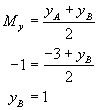 M_y = (y_A + y_B)/2
-1 = (-3 + y_B)/2
y_B = 1